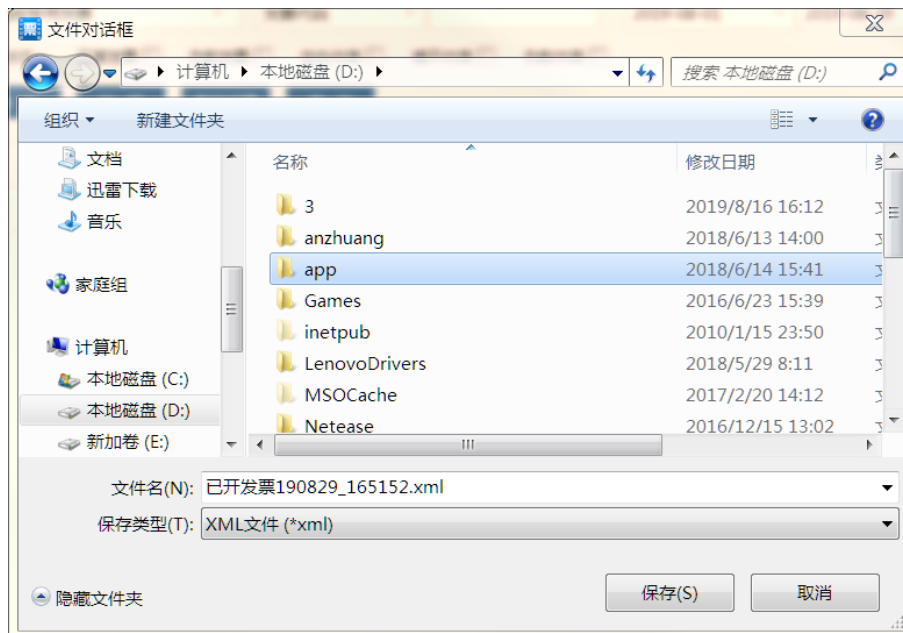 文件对话框
计算机 本地磁盘 (D:) 搜索 本地磁盘 (D:)
组织 新建文件夹
文档
迅雷下载
音乐
家庭组
计算机
本地磁盘 (C:)
本地磁盘 (D:)
新加卷 (E:)
名称 修改日期
3 2019/8/16 16:12
anzhuang 2018/6/13 14:00
app 2018/6/14 15:41
Games 2016/6/23 15:39
inetpub 2010/1/15 23:50
LenovoDrivers 2018/5/29 8:11
MSOCache 2017/2/20 14:12
Netease 2016/12/15 13:02
文件名(N): 已开发票190829_165152.xml
保存类型(T): XML文件 (*xml)
隐藏文件夹 保存(S) 取消